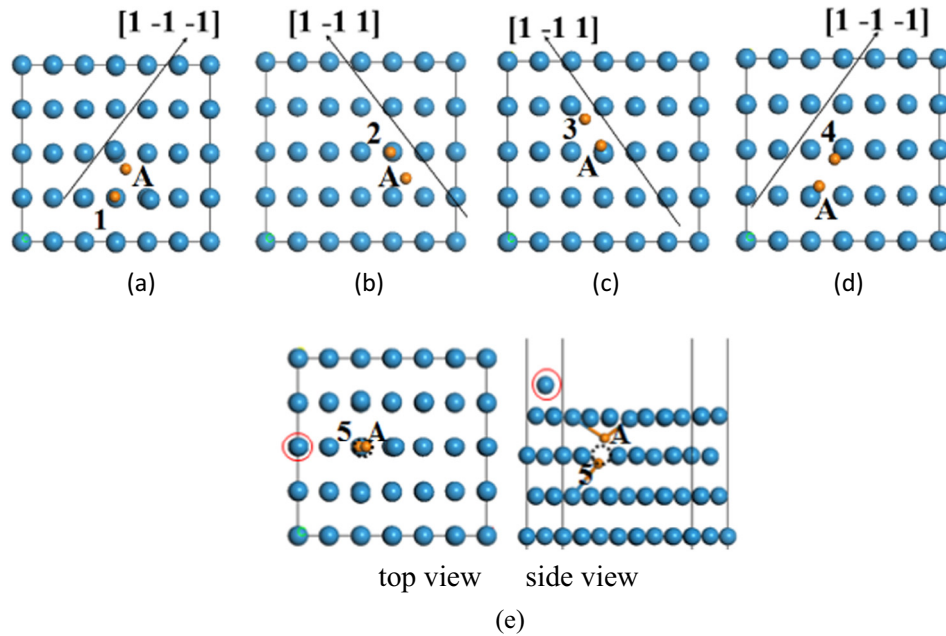 [1 -1 -1]
A
1
(a)
[1 -1 1]
2
A
(b)
[1 -1 1]
3
A
(c)
[1 -1 -1]
4
A
(d)
5 A
top view
A
5
side view
(e)